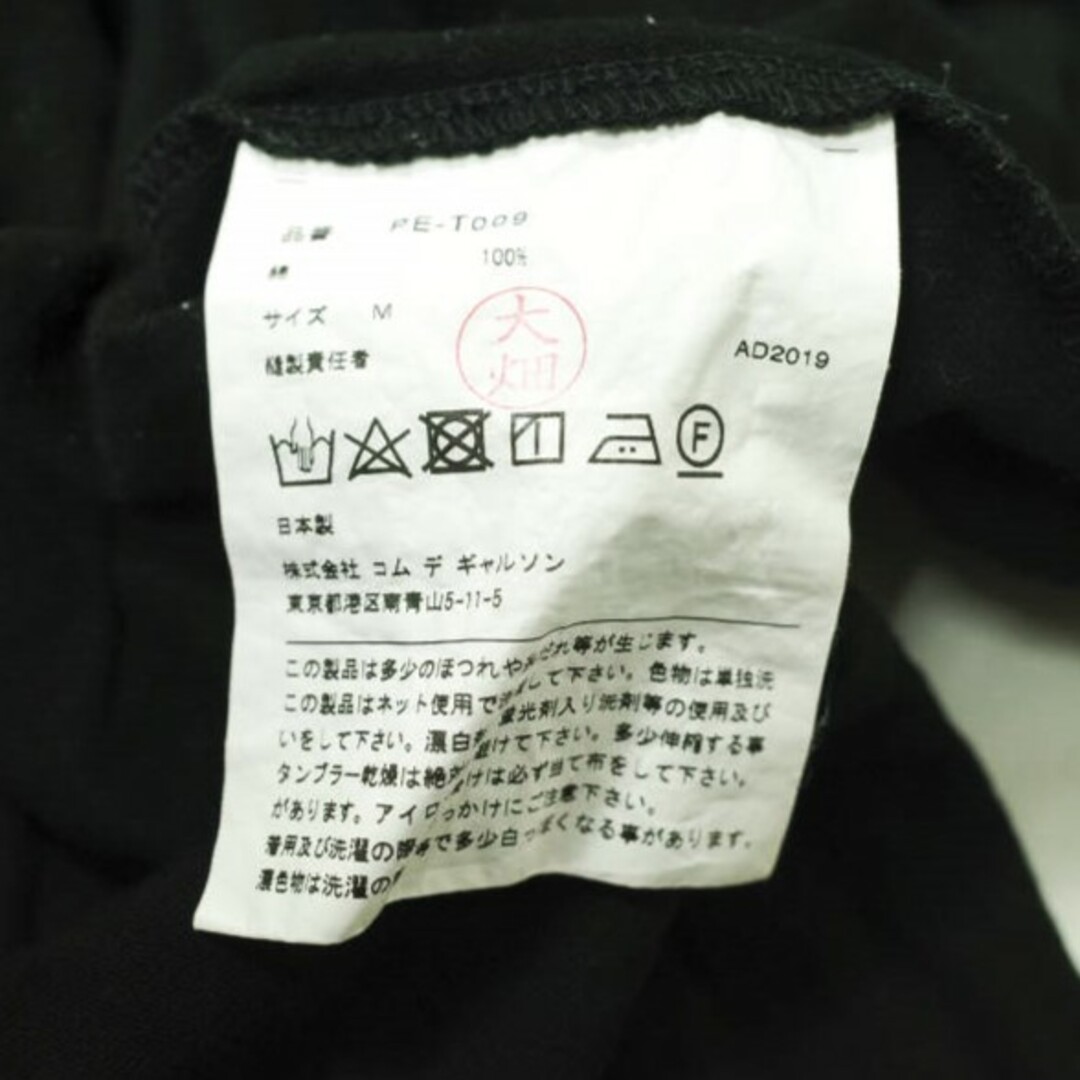 品番 PE-T009
綿 100%
サイズ M
縫製責任者 大畑
AD2019
F
日本製
株式会社 コム デ ギャルソン
東京都港区南青山5-11-5
この製品は多少のほつれや だれ等が生じます。
この製品はネット使用で して下さい。色物は単独洗
いをして下さい。濃白 蛍光剤入り洗剤等の使用及び
タンブラー乾燥は絶 避けて下さい。多少伸縮する事
があります。アイロ かけは必ず当て布をして下さい。
着用及び洗濯の っかけにご注意下さい。
濃色物は洗濯の で多少白っぽくなる事があります。